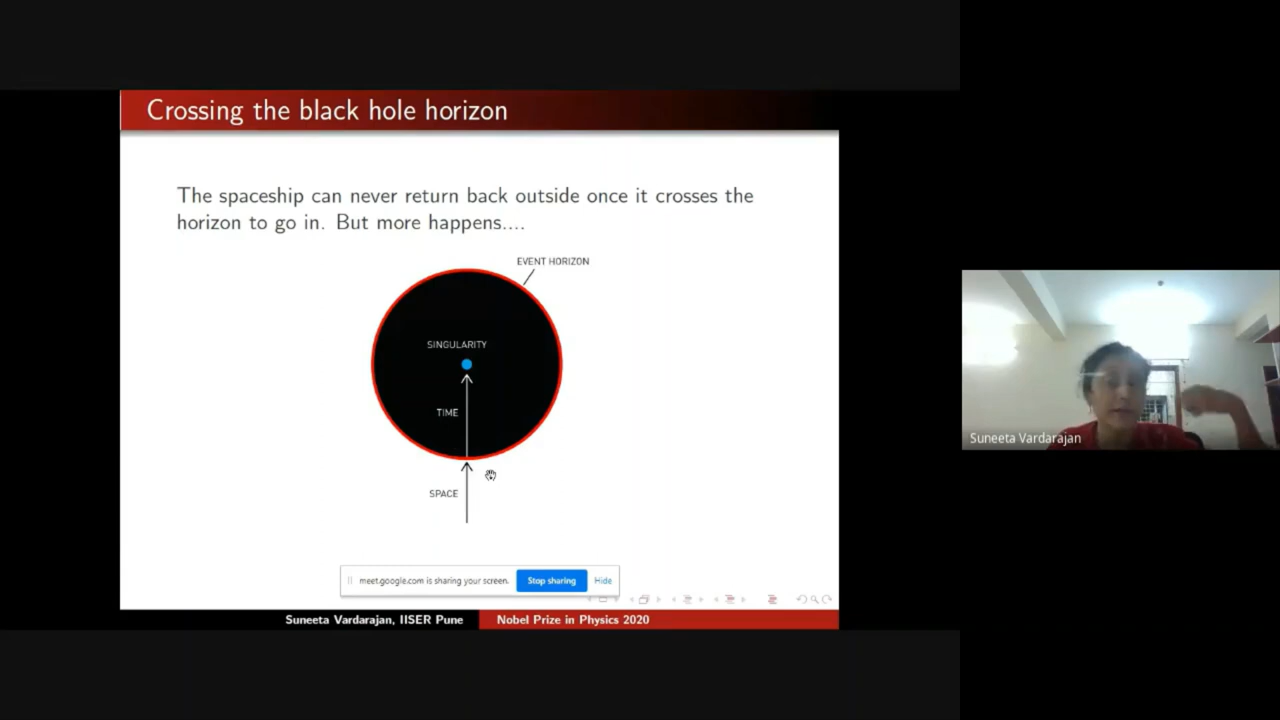 Crossing the black hole horizon
The spaceship can never return back outside once it crosses the
horizon to go in. But more happens....
EVENT HORIZON
SINGULARITY
TIME
SPACE
meet.google.com is sharing your screen.
Stop sharing
Hide
Suneeta Vardarajan, IISER Pune
Nobel Prize in Physics 2020
Suneeta Vardarajan